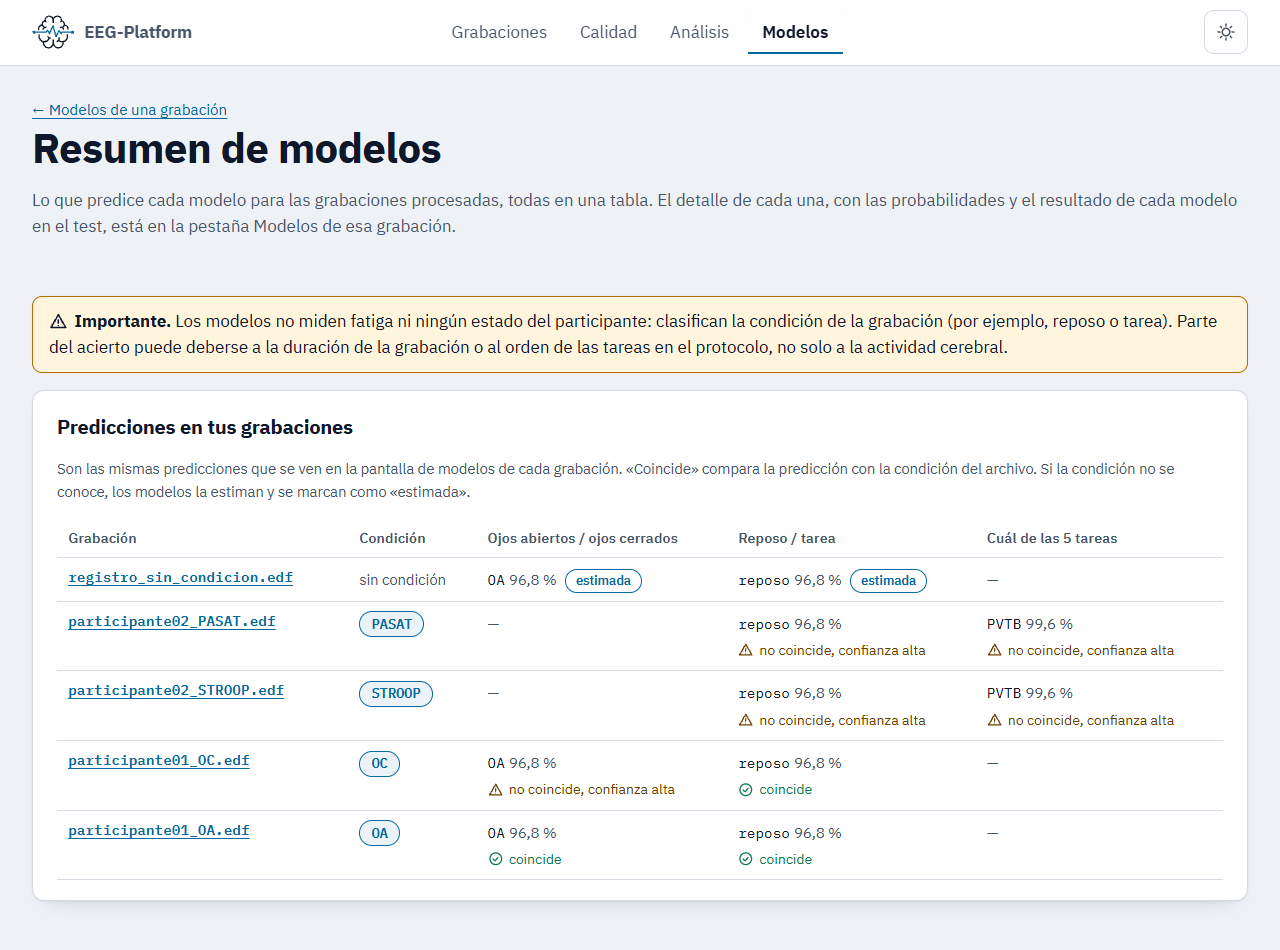 EEG-Platform
Grabaciones Calidad Análisis Modelos
← Modelos de una grabación
Resumen de modelos
Lo que predice cada modelo para las grabaciones procesadas, todas en una tabla. El detalle de cada una, con las probabilidades y el resultado de cada modelo
en el test, está en la pestaña Modelos de esa grabación.
Importante. Los modelos no miden fatiga ni ningún estado del participante: clasifican la condición de la grabación (por ejemplo, reposo o tarea). Parte
del acierto puede deberse a la duración de la grabación o al orden de las tareas en el protocolo, no solo a la actividad cerebral.
Predicciones en tus grabaciones
Son las mismas predicciones que se ven en la pantalla de modelos de cada grabación. «Coincide» compara la predicción con la condición del archivo. Si la condición no se
conoce, los modelos la estiman y se marcan como «estimada».
Grabación Condición Ojos abiertos / ojos cerrados Reposo / tarea Cuál de las 5 tareas
registro_sin_condicion.edf sin condición OA 96,8 % estimada reposo 96,8 % estimada —
participante02_PASAT.edf PASAT — reposo 96,8 % PVTB 99,6 %
no coincide, confianza alta no coincide, confianza alta
participante02_STROOP.edf STROOP — reposo 96,8 % PVTB 99,6 %
no coincide, confianza alta no coincide, confianza alta
participante01_OC.edf OC OA 96,8 % reposo 96,8 % —
no coincide, confianza alta coincide
participante01_OA.edf OA OA 96,8 % reposo 96,8 % —
coincide coincide